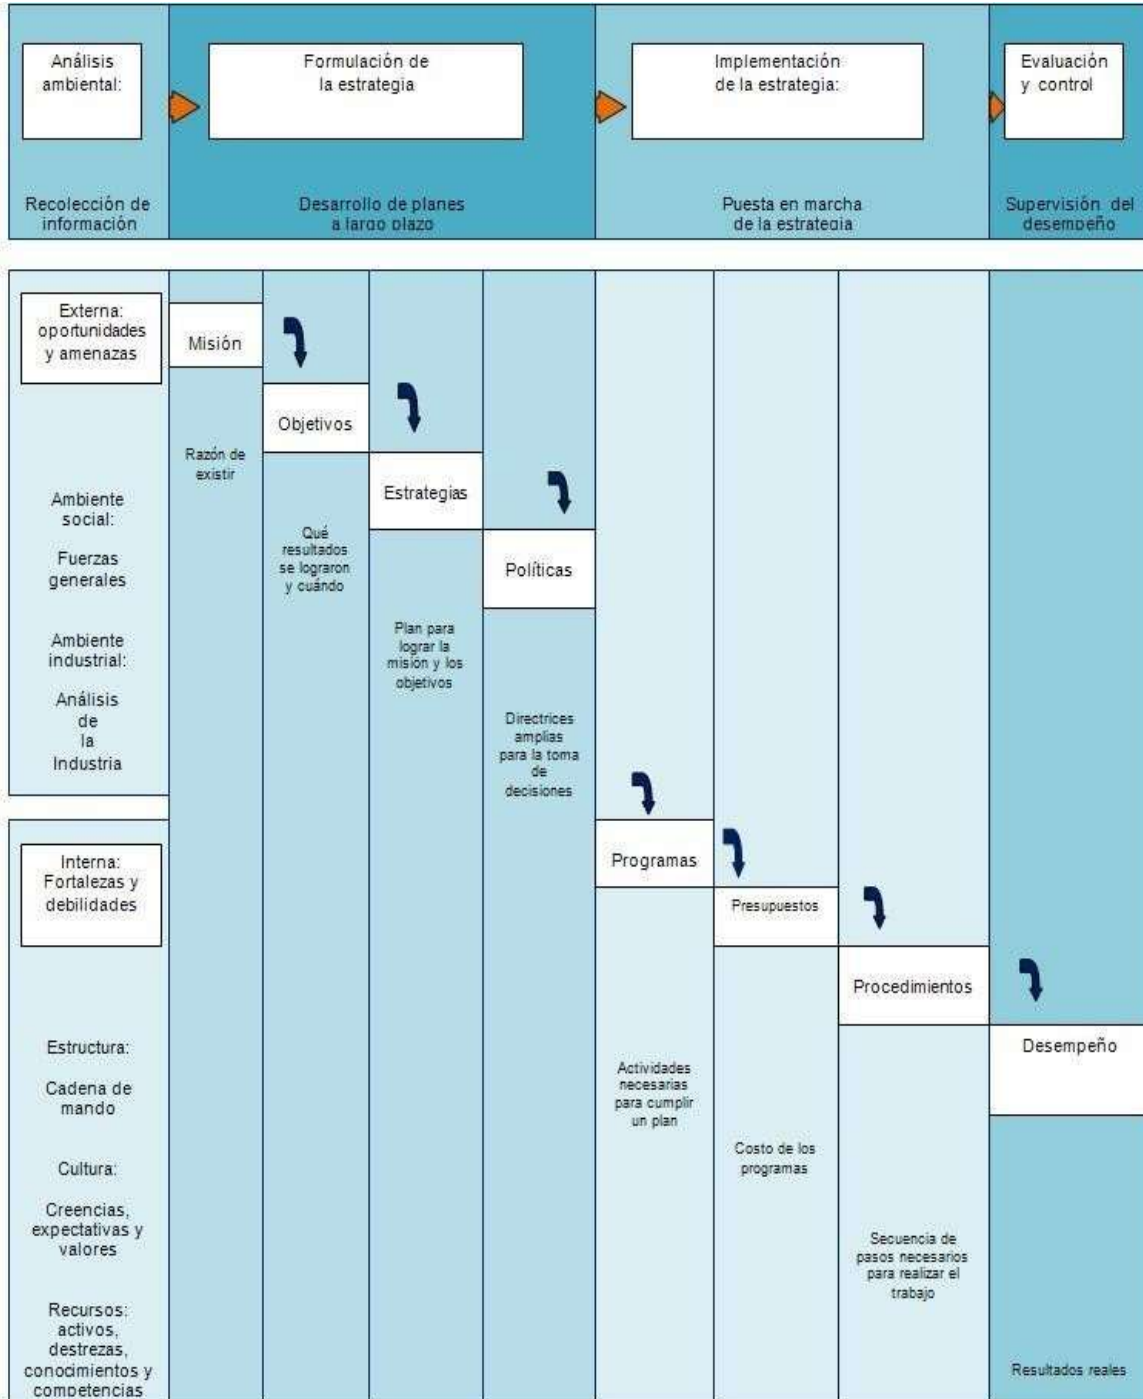 Análisis
ambiental:
Formulación de
la estrategia
Implementación
de la estrategia:
Evaluación
y control
Recolección de
información
Desarrollo de planes
a largo plazo
Puesta en marcha
de la estrategia
Supervisión del
desempeño
Externa:
oportunidades
y amenazas
Ambiente
social:
Fuerzas
generales
Ambiente
industrial:
Análisis
de
la
Industria
Misión
Razón de
existir
Objetivos
Qué
resultados
se lograron
y cuándo
Estrategias
Plan para
lograr la
misión y los
objetivos
Políticas
Directrices
amplias
para la toma
de
decisiones
Interna:
Fortalezas y
debilidades
Estructura:
Cadena de
mando
Cultura:
Creencias,
expectativas y
valores
Recursos:
activos,
destrezas,
conocimientos y
competencias
Programas
Actividades
necesarias
para cumplir
un plan
Presupuestos
Costo de los
programas
Procedimientos
Secuencia de
pasos necesarios
para realizar el
trabajo
Desempeño
Resultados reales